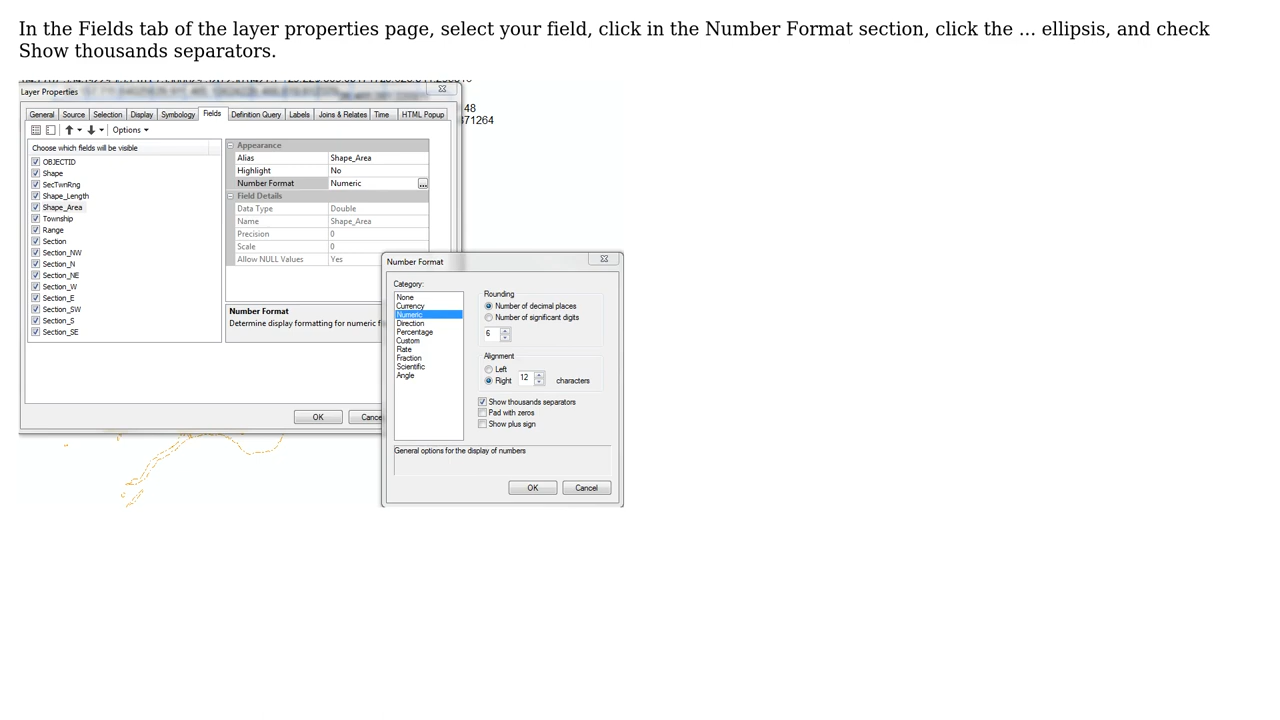 In the Fields tab of the layer properties page, select your field, click in the Number Format section, click the ... ellipsis, and check
Show thousands separators.
Layer Properties
48
871264
General Source Selection Display Symbology Fields Definition Query Labels Joins & Relates Time HTML Popup
Options
Choose which fields will be visible
OBJECTID
Shape
SecTwnRng
Shape_Length
Shape_Area
Township
Range
Section
Section_NW
Section_N
Section_NE
Section_W
Section_E
Section_SW
Section_S
Section_SE
Appearance
Alias Shape_Area
Highlight No
Number Format Numeric ...
Field Details
Data Type Double
Name Shape_Area
Precision 0
Scale 0
Allow NULL Values Yes
Number Format
Determine display formatting for numeric f
OK Cance
Number Format
Category:
None
Currency
Numeric
Direction
Percentage
Custom
Rate
Fraction
Scientific
Angle
Rounding
Number of decimal places
Number of significant digits
6
Alignment
Left
Right 12 characters
Show thousands separators
Pad with zeros
Show plus sign
General options for the display of numbers
OK Cancel